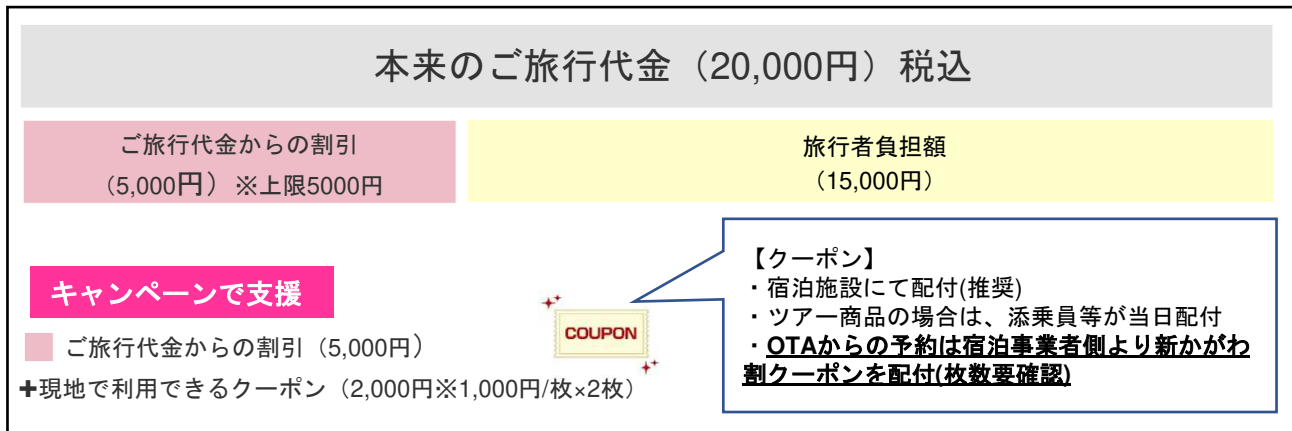 本来のご旅行代金（20,000円）税込
ご旅行代金からの割引
（5,000円） ※上限5000円
旅行者負担額
（15,000円）
キャンペーンで支援
ご旅行代金からの割引（5,000円）
+現地で利用できるクーポン（2,000円※1,000円/枚×2枚）
COUPON
【クーポン】
・宿泊施設にて配付(推奨)
・ツアー商品の場合は、添乗員等が当日配付
・OTAからの予約は宿泊事業者側より新かがわ
割クーポンを配付(枚数要確認)